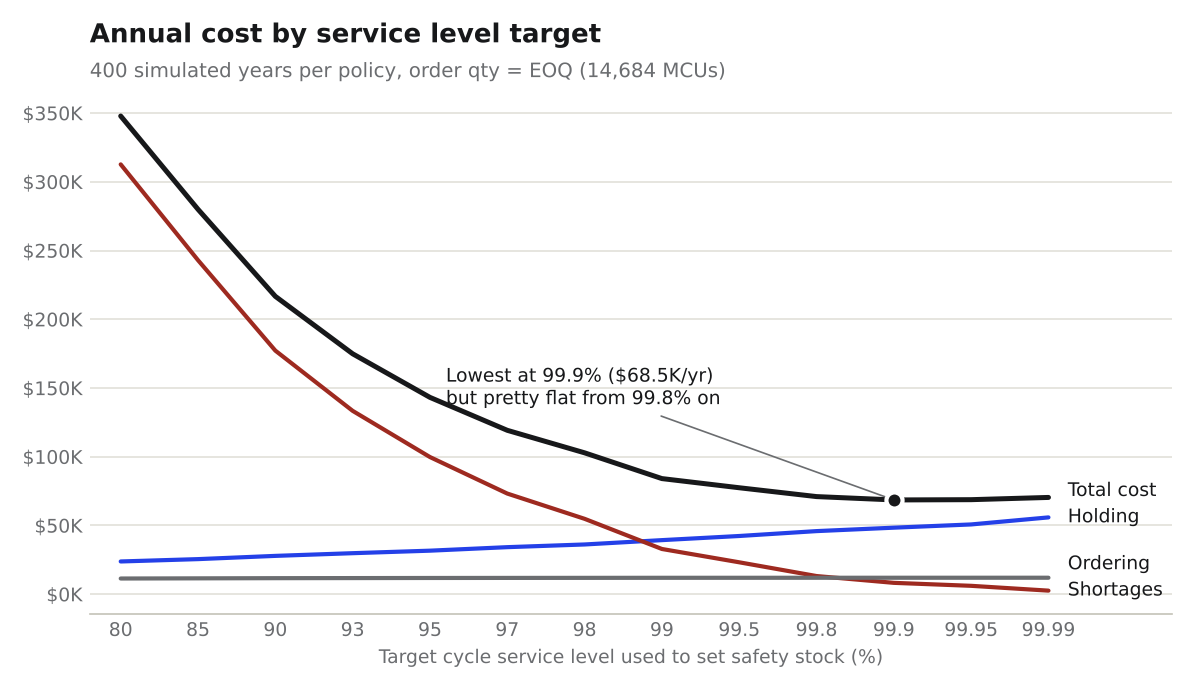 Annual cost by service level target
400 simulated years per policy, order qty = EOQ (14,684 MCUs)
$350K
$300K
$250K
$200K
$150K
$100K
$50K
$0K
Lowest at 99.9% ($68.5K/yr)
but pretty flat from 99.8% on
Total cost
Holding
Ordering
Shortages
80 85 90 93 95 97 98 99 99.5 99.8 99.9 99.95 99.99
Target cycle service level used to set safety stock (%)